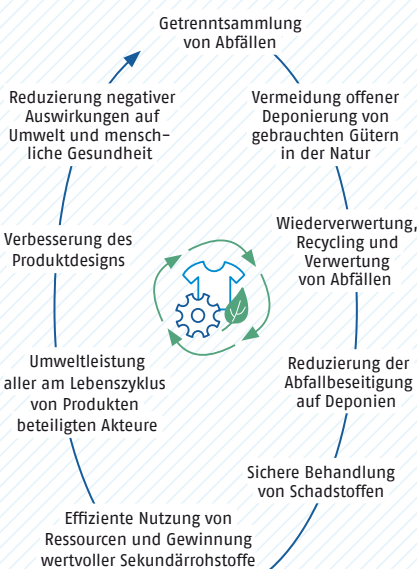 Getrenntsammlung
von Abfällen
Vermeidung offener
Deponierung von
gebrauchten Gütern
in der Natur
Wiederverwertung,
Recycling und
Verwertung
von Abfällen
Reduzierung der
Abfallbeseitigung
auf Deponien
Sichere Behandlung
von Schadstoffen
Effiziente Nutzung von
Ressourcen und Gewinnung
wertvoller Sekundärrohstoffe
Umweltleistung
aller am Lebenszyklus
von Produkten
beteiligten Akteure
Verbesserung des
Produktdesigns
Reduzierung negativer
Auswirkungen auf
Umwelt und mensch-
liche Gesundheit